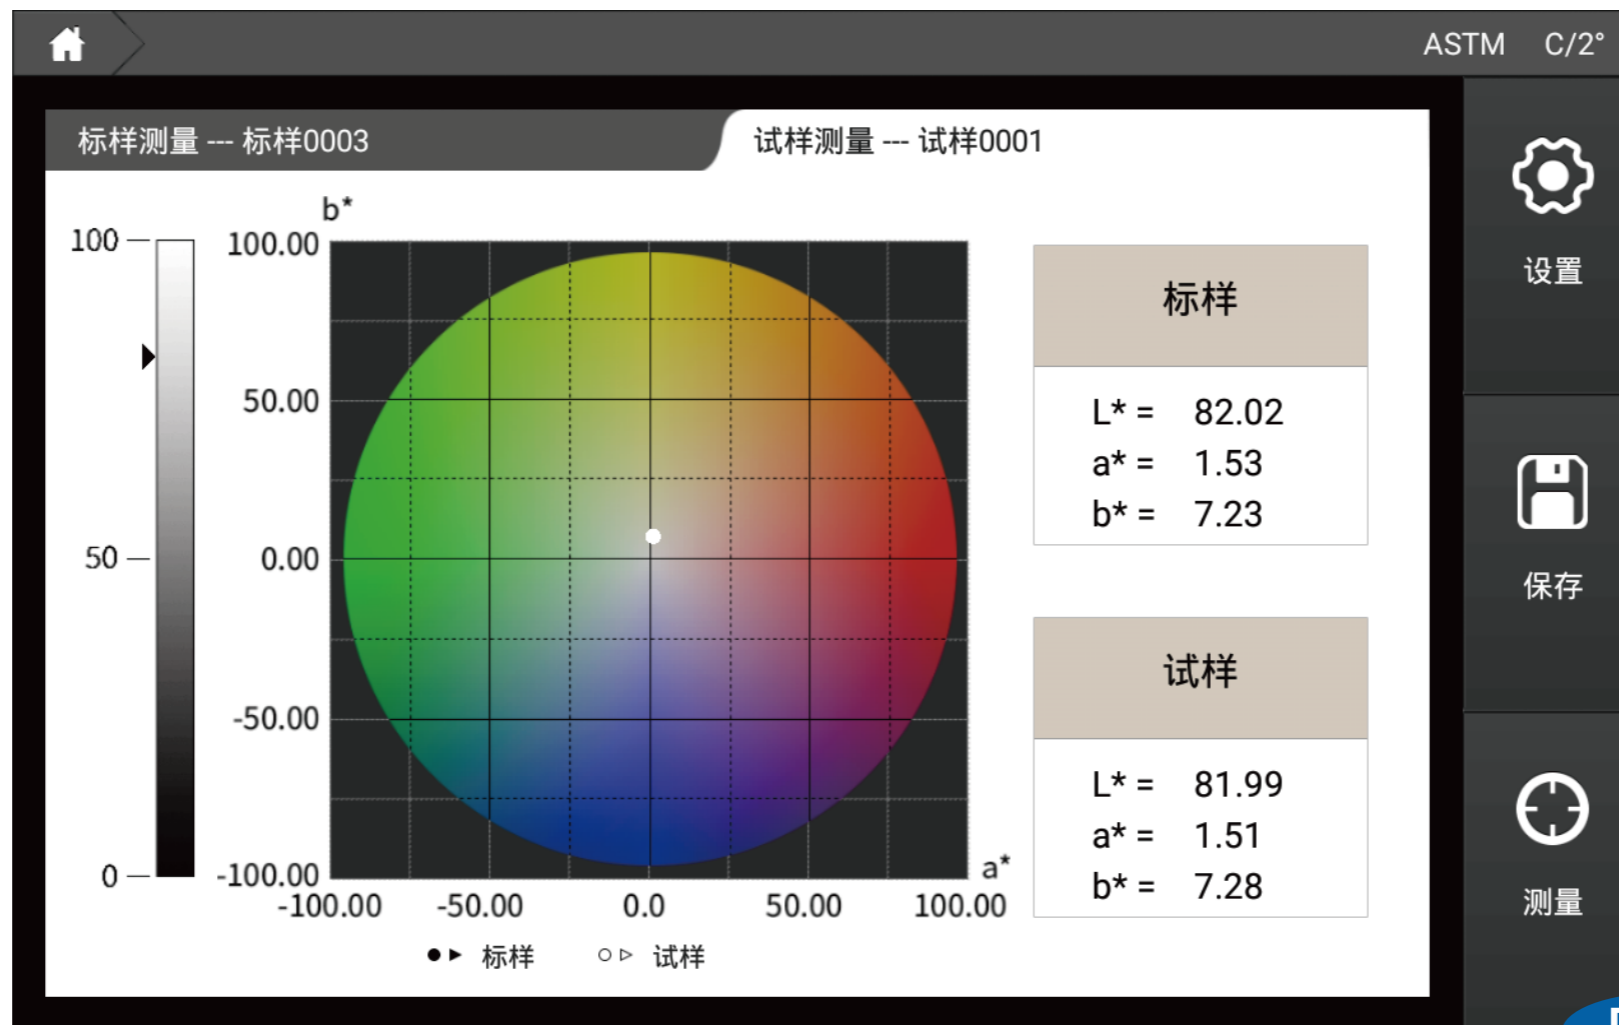 ASTM C/2°
标样测量 --- 标样0003
试样测量 --- 试样0001
b*
100
50
0
100.00
50.00
0.00
-50.00
-100.00
-100.00 -50.00 0.0 50.00 100.00
a*
标样 试样
标样
L* = 82.02
a* = 1.53
b* = 7.23
试样
L* = 81.99
a* = 1.51
b* = 7.28
设置
保存
测量